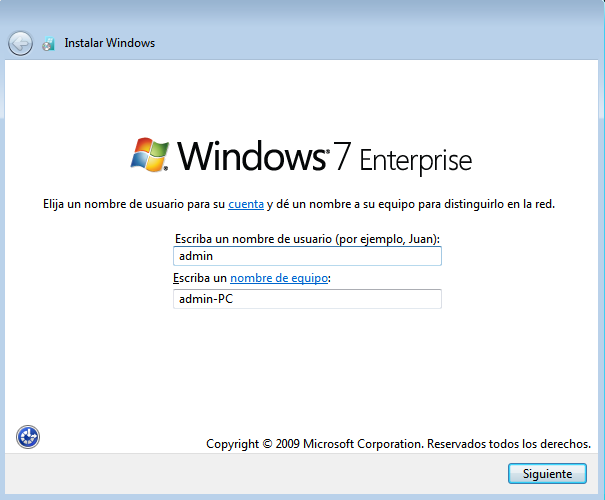 Instalar Windows
Windows 7 Enterprise
Elija un nombre de usuario para su cuenta y dé un nombre a su equipo para distinguirlo en la red.
Escriba un nombre de usuario (por ejemplo, Juan):
admin
Escriba un nombre de equipo:
admin-PC
Copyright © 2009 Microsoft Corporation. Reservados todos los derechos.
Siguiente